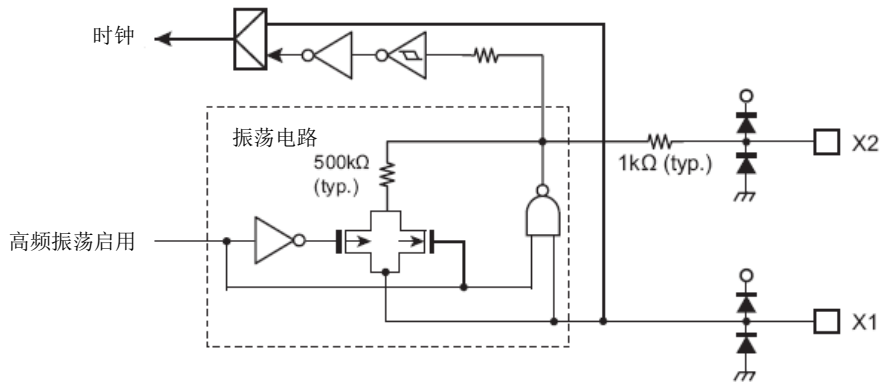 时钟
振荡电路
500kΩ
(typ.)
1kΩ (typ.)
X2
高频振荡启用
X1